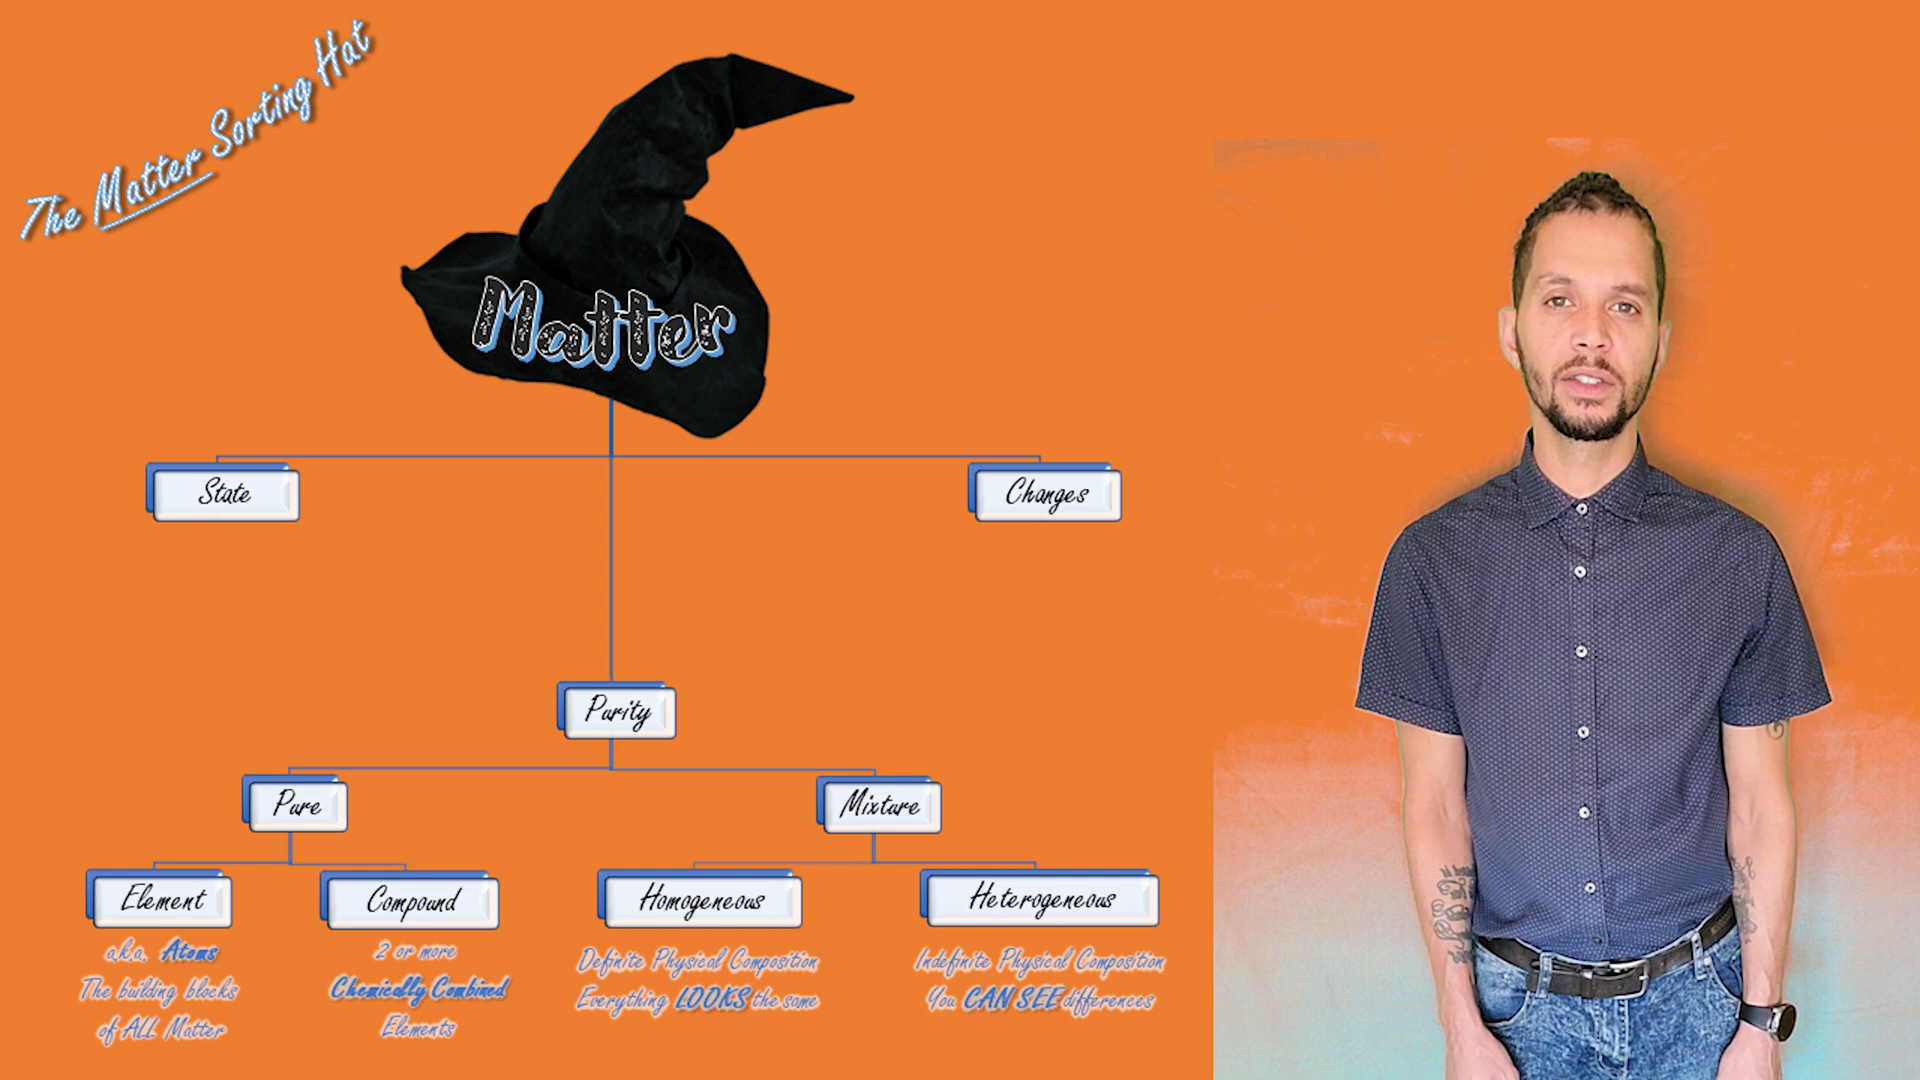 The Matter Sorting Hat
Matter
State
Changes
Purity
Pure
Mixture
Element
Compound
Homogeneous
Heterogeneous
a.k.a. Atoms
The building blocks
of ALL Matter
2 or more
Chemically Combined
Elements
Definite Physical Composition
Everything LOOKS the same
Indefinite Physical Composition
You CAN SEE differences